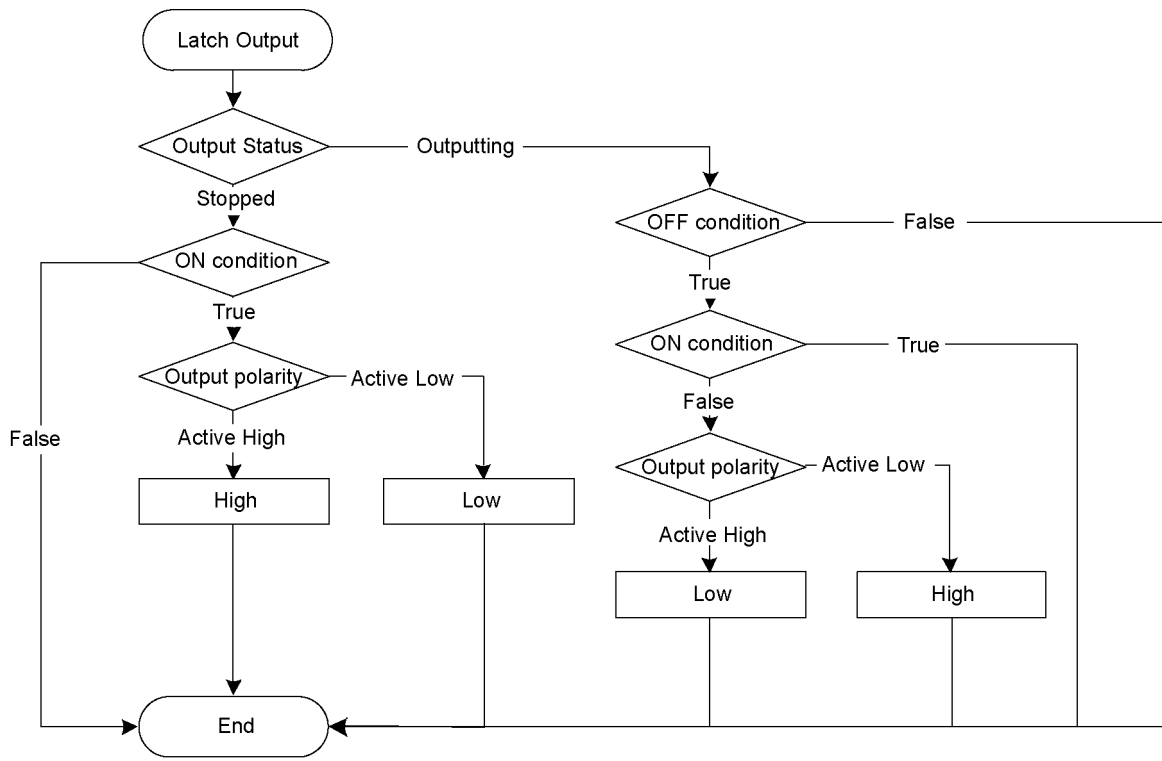 Latch Output
Output Status
Outputting
Stopped
OFF condition
False
ON condition
True
True
ON condition
True
Output polarity
Active Low
False
False
Active High
Output polarity
Active Low
High
Low
Active High
Low
High
End